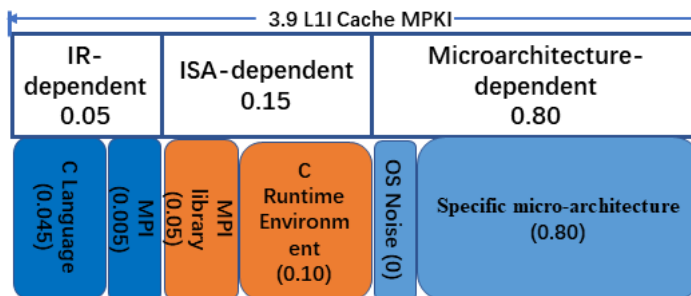 3.9 L1I Cache MPKI
IR-
dependent
0.05
ISA-dependent
0.15
Microarchitecture-
dependent
0.80
C Language
(0.045)
MPI
(0.005)
MPI
library
(0.05)
C
Runtime
Environm
ent
(0.10)
OS Noise (0)
Specific micro-architecture
(0.80)